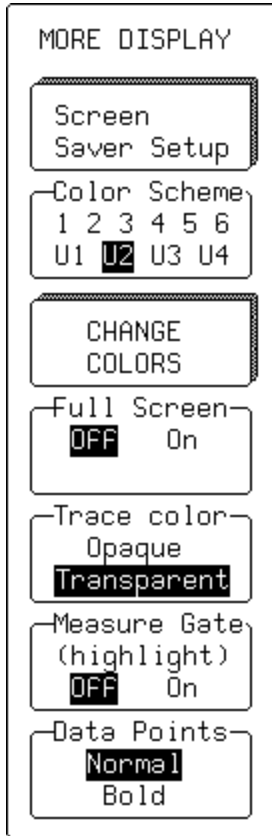 MORE DISPLAY
Screen
Saver Setup
Color Scheme
1 2 3 4 5 6
U1 U2 U3 U4
CHANGE
COLORS
Full Screen
OFF On
Trace color
Opaque
Transparent
Measure Gate
(highlight)
OFF On
Data Points
Normal
Bold